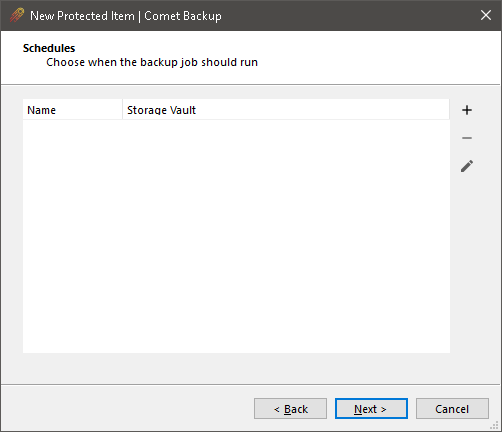 New Protected Item | Comet Backup
Schedules
Choose when the backup job should run
Name Storage Vault
< Back Next > Cancel